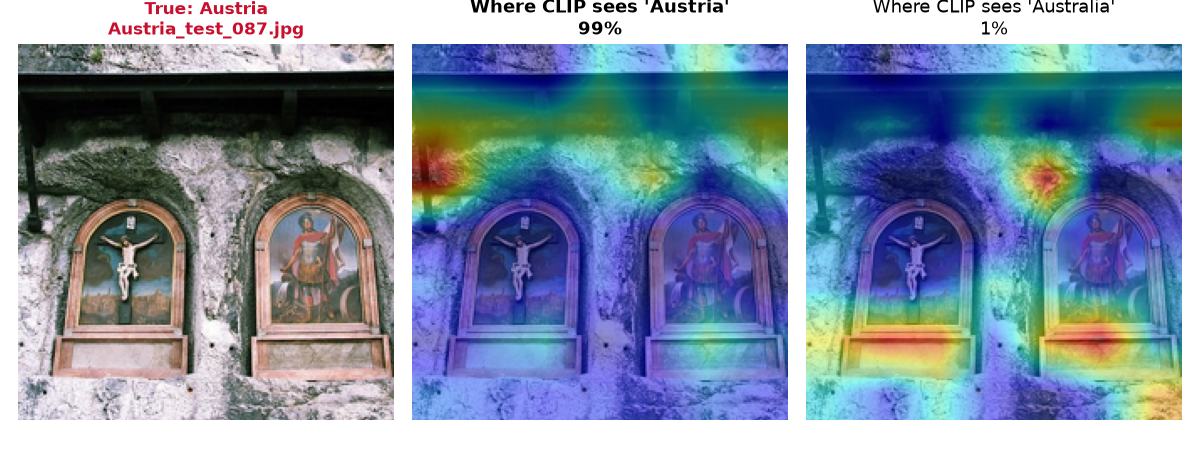 True: Austria
Austria_test_087.jpg
Where CLIP sees 'Austria'
99%
Where CLIP sees 'Australia'
1%